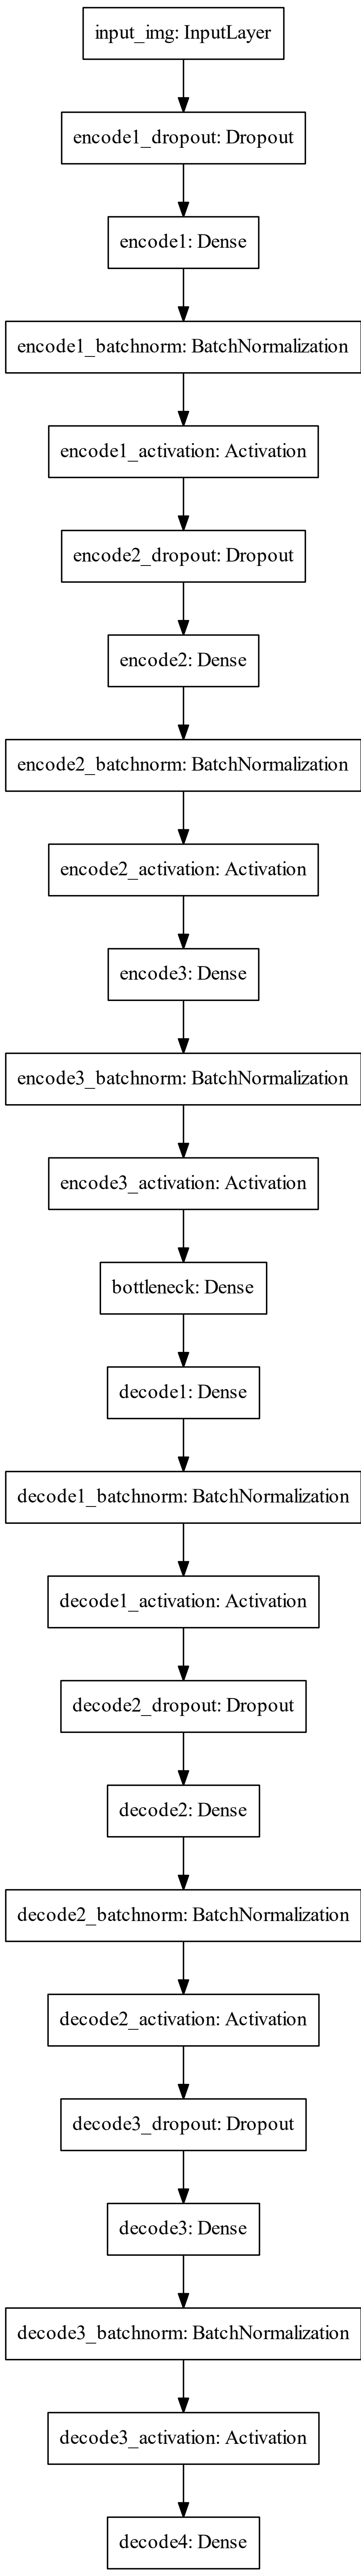 input_img: InputLayer
encode1_dropout: Dropout
encode1: Dense
encode1_batchnorm: BatchNormalization
encode1_activation: Activation
encode2_dropout: Dropout
encode2: Dense
encode2_batchnorm: BatchNormalization
encode2_activation: Activation
encode3: Dense
encode3_batchnorm: BatchNormalization
encode3_activation: Activation
bottleneck: Dense
decode1: Dense
decode1_batchnorm: BatchNormalization
decode1_activation: Activation
decode2_dropout: Dropout
decode2: Dense
decode2_batchnorm: BatchNormalization
decode2_activation: Activation
decode3_dropout: Dropout
decode3: Dense
decode3_batchnorm: BatchNormalization
decode3_activation: Activation
decode4: Dense